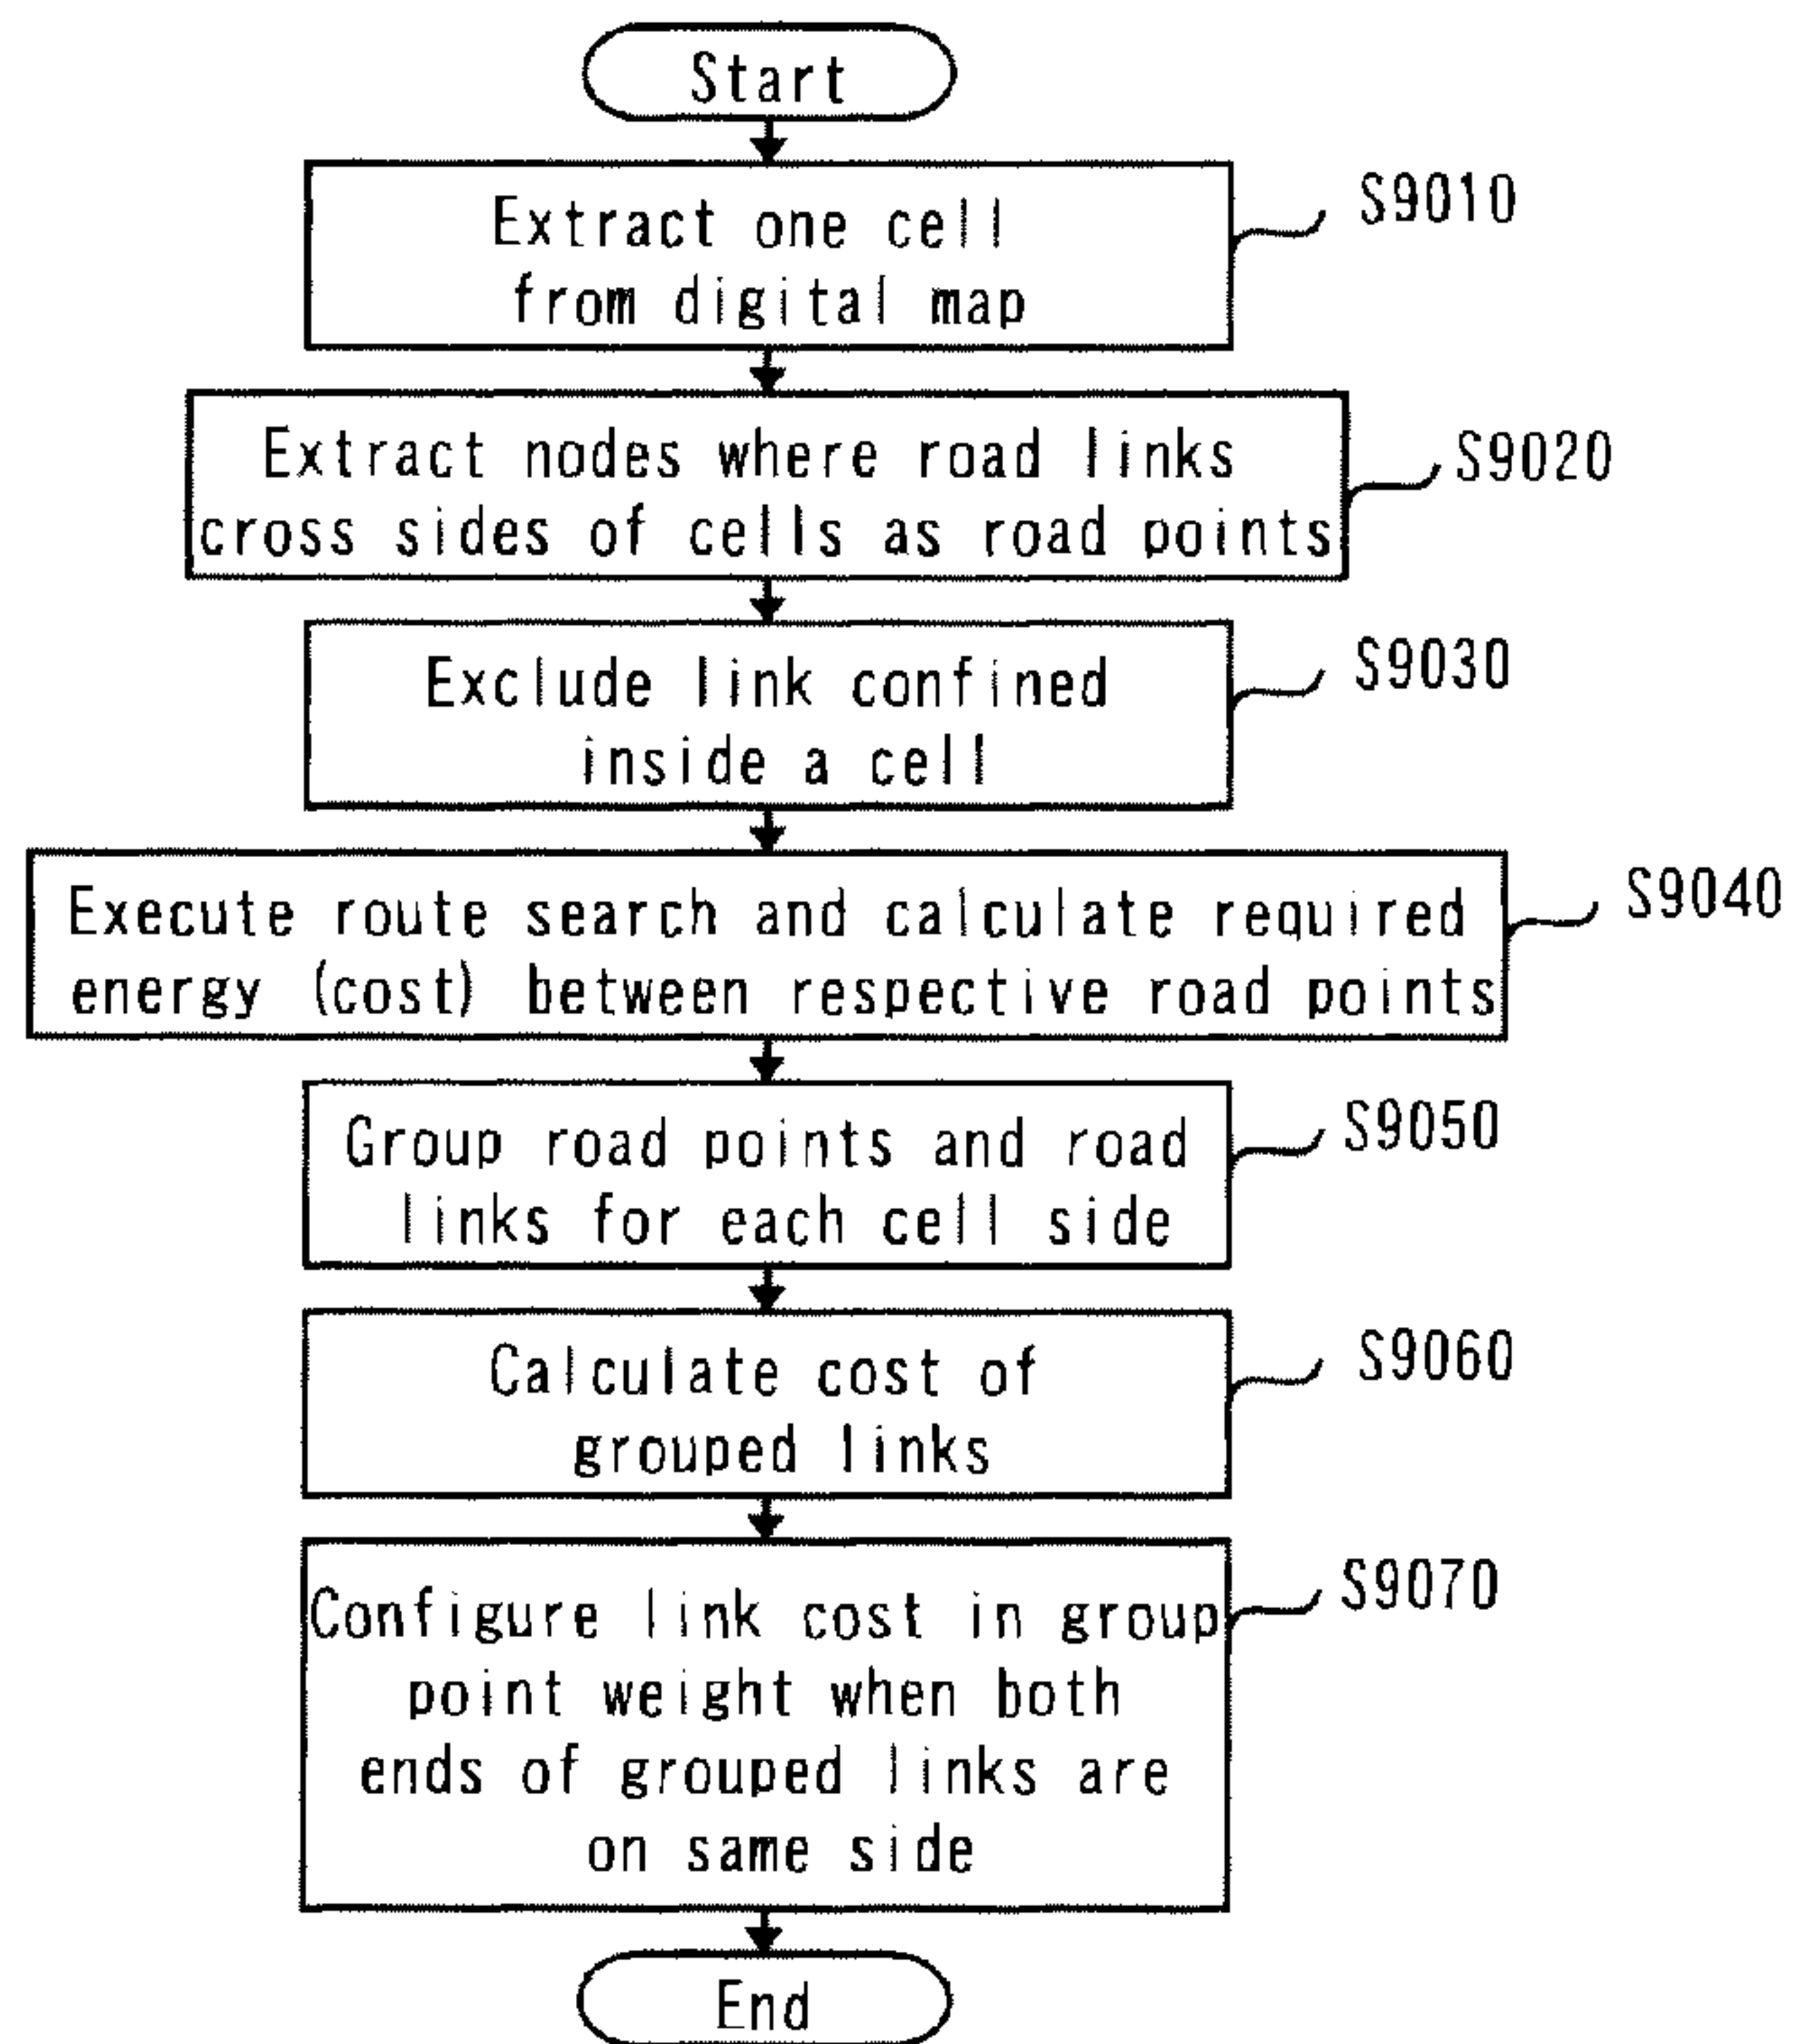 Start
Extract one cell
from digital map
S9010
Extract nodes where road links
cross sides of cells as road points
S9020
Exclude link confined
inside a cell
S9030
Execute route search and calculate required
energy (cost) between respective road points
S9040
Group road points and road
links for each cell side
S9050
Calculate cost of
grouped links
S9060
Configure link cost in group
point weight when both
ends of grouped links are
on same side
S9070
End